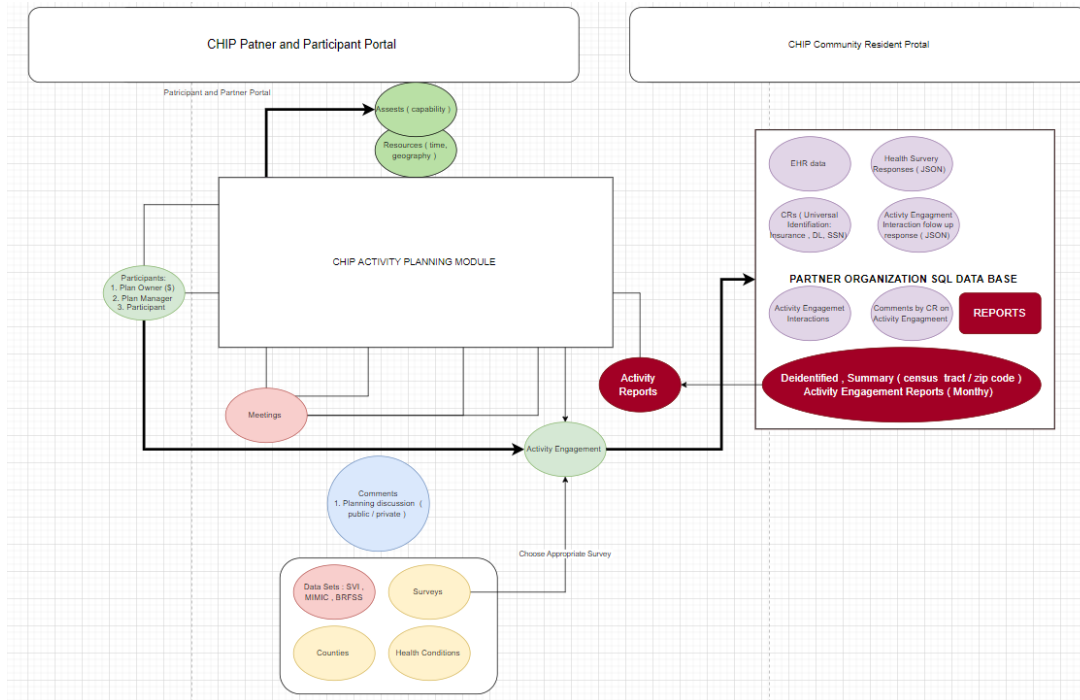 CHIP Patner and Participant Portal
CHIP Community Resident Protal
Patricipant and Partner Portal
Assests ( capability )
Resources ( time,
geography )
CHIP ACTIVITY PLANNING MODULE
Participants:
1. Plan Owner ($)
2. Plan Manager
3. Participant
Meetings
Activity
Reports
Activity Engagement
Comments
1. Planning discussion (
public / private )
Choose Appropriate Survey
Data Sets : SVI ,
MIMIC , BRFSS
Surveys
Counties
Health Conditions
EHR data
Health Survery
Responses ( JSON)
CRs ( Universal
Identifiation:
Insurance , DL, SSN)
Activty Engagment
Interaction folow up
response ( JSON)
PARTNER ORGANIZATION SQL DATA BASE
Activity Engagemet
Interactions
Comments by CR on
Activity Engagmeent
REPORTS
Deidentified , Summary ( census tract / zip code )
Activity Engagement Reports ( Monthy)